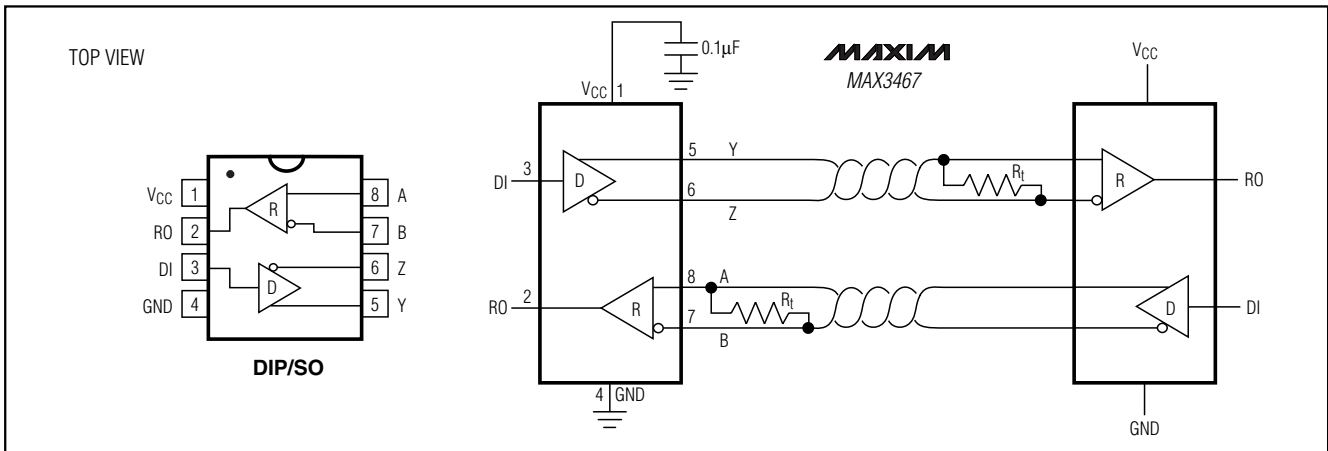 TOP VIEW
VCC 1
RO 2
DI 3
GND 4
8 A
7 B
6 Z
5 Y
R
D
DIP/SO
0.1µF
MAXIM
MAX3467
VCC 1
DI 3
D
5 Y
6 Z
Rt
VCC
R
RO
RO 2
R
8 A
7 B
Rt
D
DI
4 GND
GND